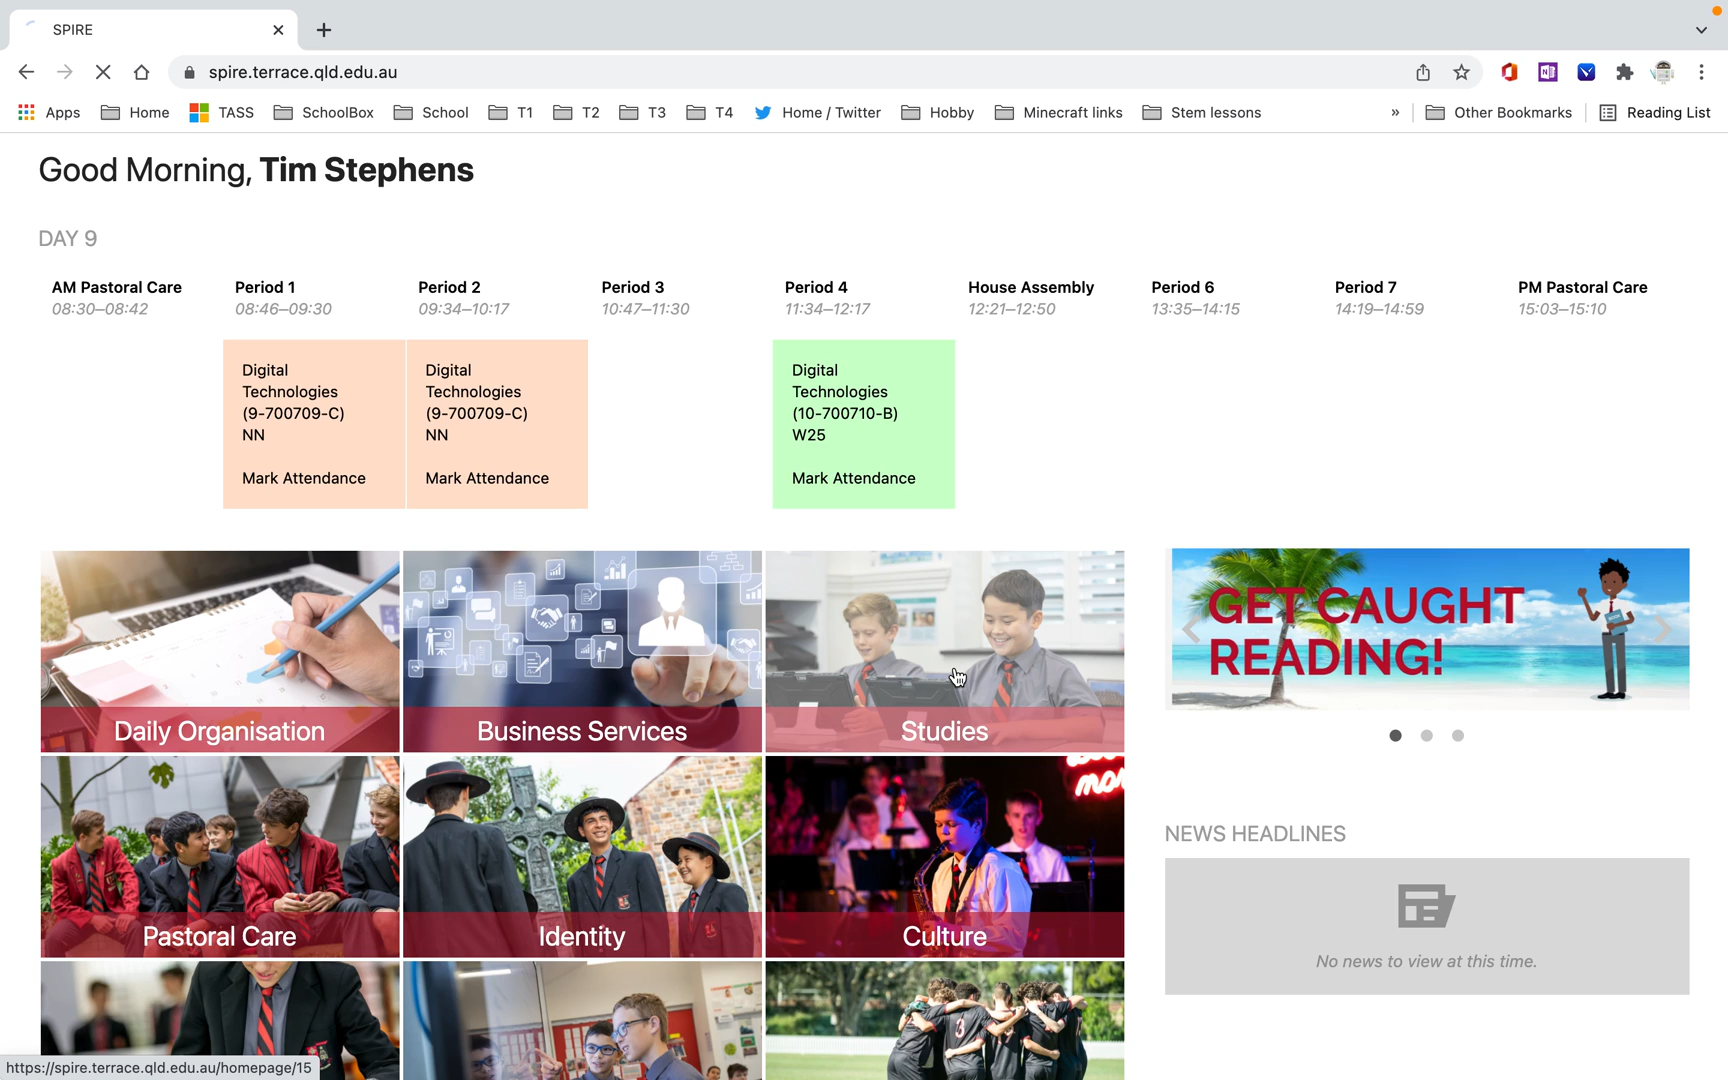 SPIRE
spire.terrace.qld.edu.au
Apps Home TASS SchoolBox School T1 T2 T3 T4 Home / Twitter Hobby Minecraft links Stem lessons » Other Bookmarks Reading List
Good Morning, Tim Stephens
DAY 9
AM Pastoral Care Period 1 Period 2 Period 3 Period 4 House Assembly Period 6 Period 7 PM Pastoral Care
08:30–08:42 08:46–09:30 09:34–10:17 10:47–11:30 11:34–12:17 12:21–12:50 13:35–14:15 14:19–14:59 15:03–15:10
Digital
Technologies
(9-700709-C)
NN
Mark Attendance
Digital
Technologies
(9-700709-C)
NN
Mark Attendance
Digital
Technologies
(10-700710-B)
W25
Mark Attendance
Daily Organisation
Business Services
Studies
GET CAUGHT
READING!
Pastoral Care
Identity
Culture
NEWS HEADLINES
No news to view at this time.
https://spire.terrace.qld.edu.au/homepage/15